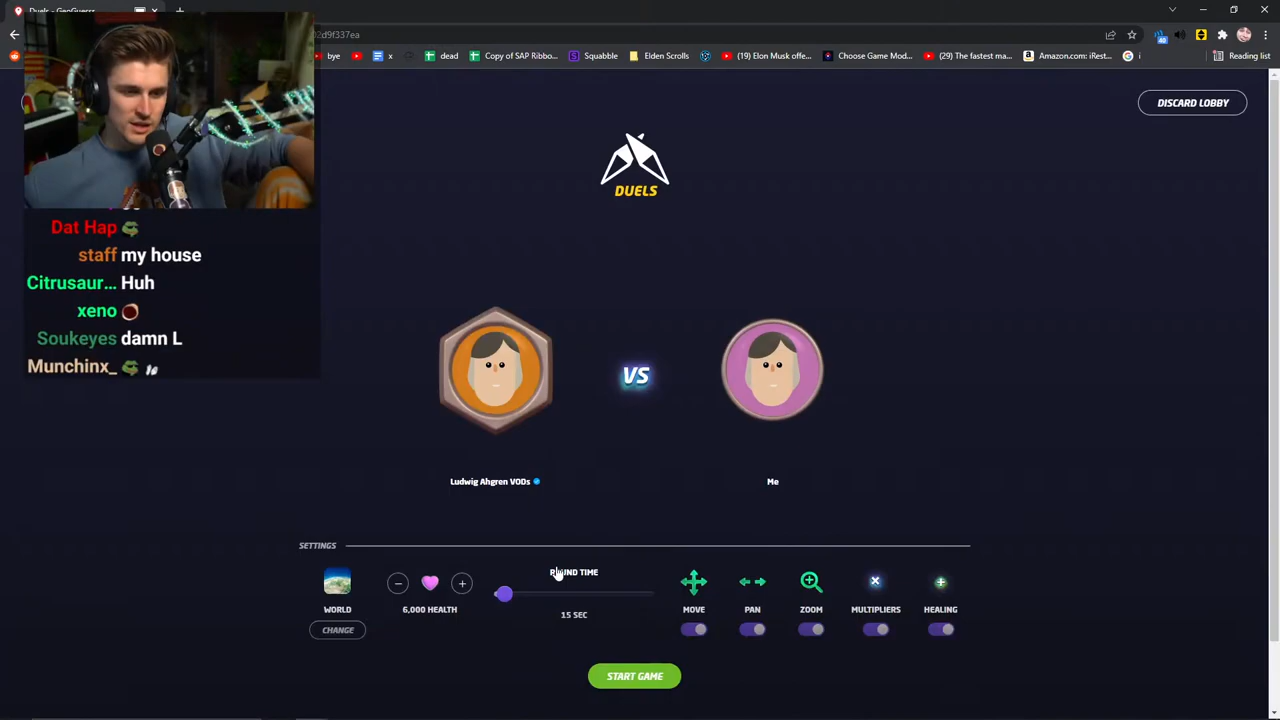 Duels - GeoGuessr
02d9f337ea
bye
x
dead
Copy of SAP Ribbo...
Squabble
Elden Scrolls
(19) Elon Musk offe...
Choose Game Mod...
(29) The fastest ma...
Amazon.com: iRest...
i
Reading list
DISCARD LOBBY
DUELS
Dat Hap
staff my house
Citrusaur... Huh
xeno
Soukeyes damn L
Munchinx_
VS
Ludwig Ahgren VODs
Me
SETTINGS
ROUND TIME
WORLD
6,000 HEALTH
15 SEC
MOVE
PAN
ZOOM
MULTIPLIERS
HEALING
CHANGE
START GAME